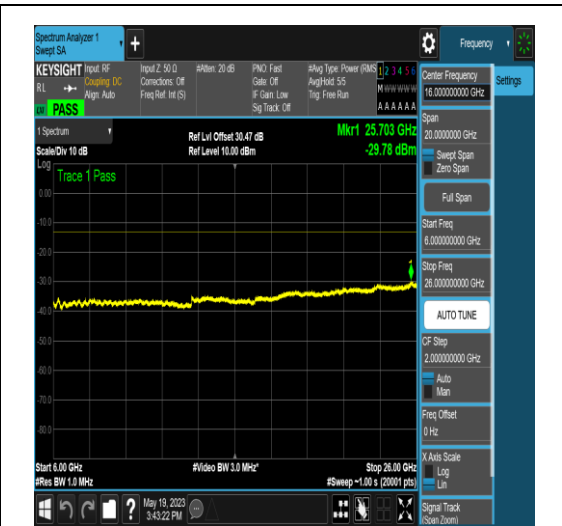 Spectrum Analyzer 1
Swept SA
+
Frequency
KEYSIGHT
RL
PASS
Input: RF
Coupling: DC
Align: Auto
Input Z: 50 Ω
Corrections: Off
Freq Ref: Int (S)
#Atten: 20 dB
PNO: Fast
Gate: Off
IF Gain: Low
Sig Track: Off
#Avg Type: Power (RMS
Avg|Hold: 5/5
Trig: Free Run
1 2 3 4 5 6
M W W W W W
A A A A A A
1 Spectrum
Scale/Div 10 dB
Ref Lvl Offset 30.47 dB
Ref Level 10.00 dBm
Mkr1 25.703 GHz
-29.78 dBm
Log
Trace 1 Pass
0.00
-10.0
-20.0
-30.0
-40.0
-50.0
-60.0
-70.0
-80.0
1
Start 6.00 GHz
#Res BW 1.0 MHz
#Video BW 3.0 MHz*
Stop 26.00 GHz
#Sweep ~1.00 s (20001 pts)
?
May 19, 2023
3:43:22 PM
Center Frequency
16.000000000 GHz
Settings
Span
20.0000000 GHz
Swept Span
Zero Span
Full Span
Start Freq
6.000000000 GHz
Stop Freq
26.000000000 GHz
AUTO TUNE
CF Step
2.000000000 GHz
Auto
Man
Freq Offset
0 Hz
X Axis Scale
Log
Lin
Signal Track
(Span Zoom)